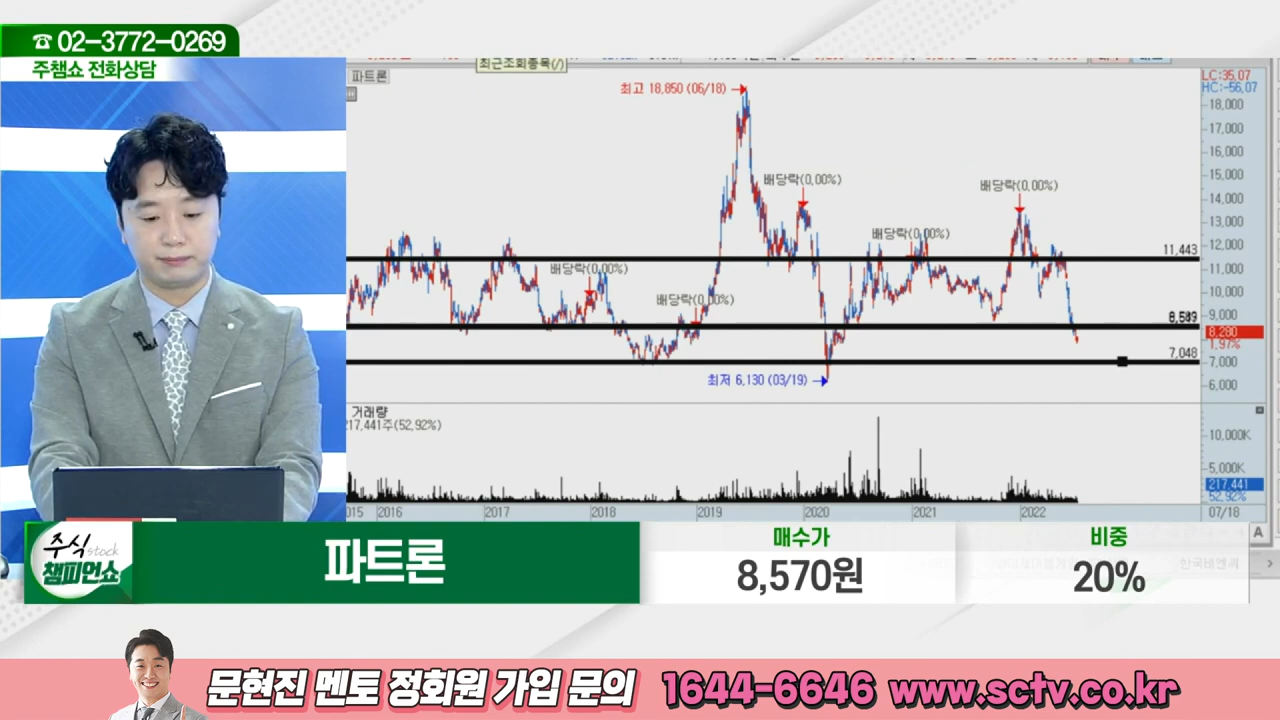 ☎ 02-3772-0269
주챔쇼 전화상담
최근조회종목(/)
파트론
LC:35.07
HC:-56.07
최고 18,850 (06/18)
18,000
17,000
16,000
15,000
14,000
13,000
12,000
11,000
10,000
9,000
8,280
1.97%
7,000
6,000
배당락(0.00%)
배당락(0.00%)
배당락(0.00%)
배당락(0.00%)
배당락(0.00%)
11,443
7,048
최저 6,130 (03/19)
거래량
217,441주(52.92%)
10,000K
5,000K
217,441
52.92%
2016
2017
2018
2019
2020
2021
2022
07/18
A
주식 stock
챔피언쇼
파트론
매수가
8,570원
비중
20%
문현진 멘토 정회원 가입 문의 1644-6646 www.sctv.co.kr